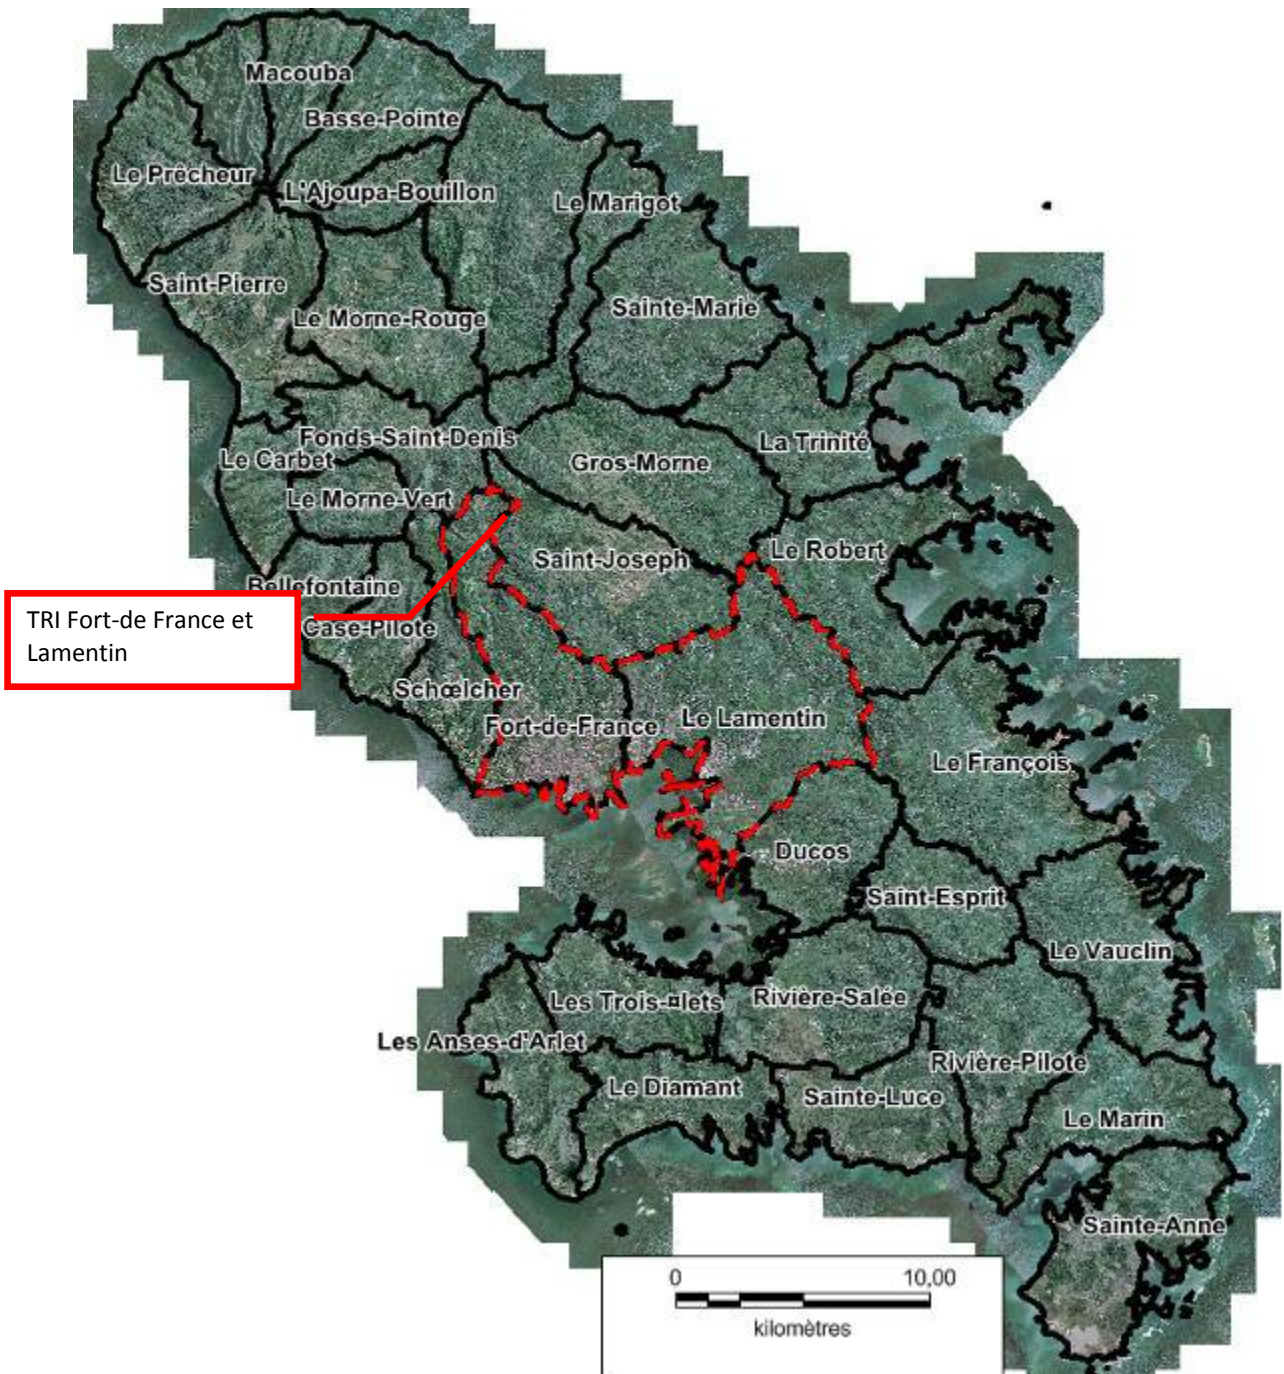 Macouba
Basse-Pointe
Le Prêcheur
L'Ajoupa-Bouillon
Le Marigot
Saint-Pierre
Sainte-Marie
Le Morne-Rouge
Fonds-Saint-Denis
La Trinité
Le Carbet
Gros-Morne
Le Morne-Vert
Saint-Joseph
Le Robert
Bellefontaine
TRI Fort-de France et
Lamentin
Case-Pilote
Schœlcher
Fort-de-France
Le Lamentin
Le François
Ducos
Saint-Esprit
Le Vauclin
Les Trois-¤lets
Rivière-Salée
Les Anses-d'Arlet
Rivière-Pilote
Le Diamant
Sainte-Luce
Le Marin
Sainte-Anne
0 10,00
kilomètres